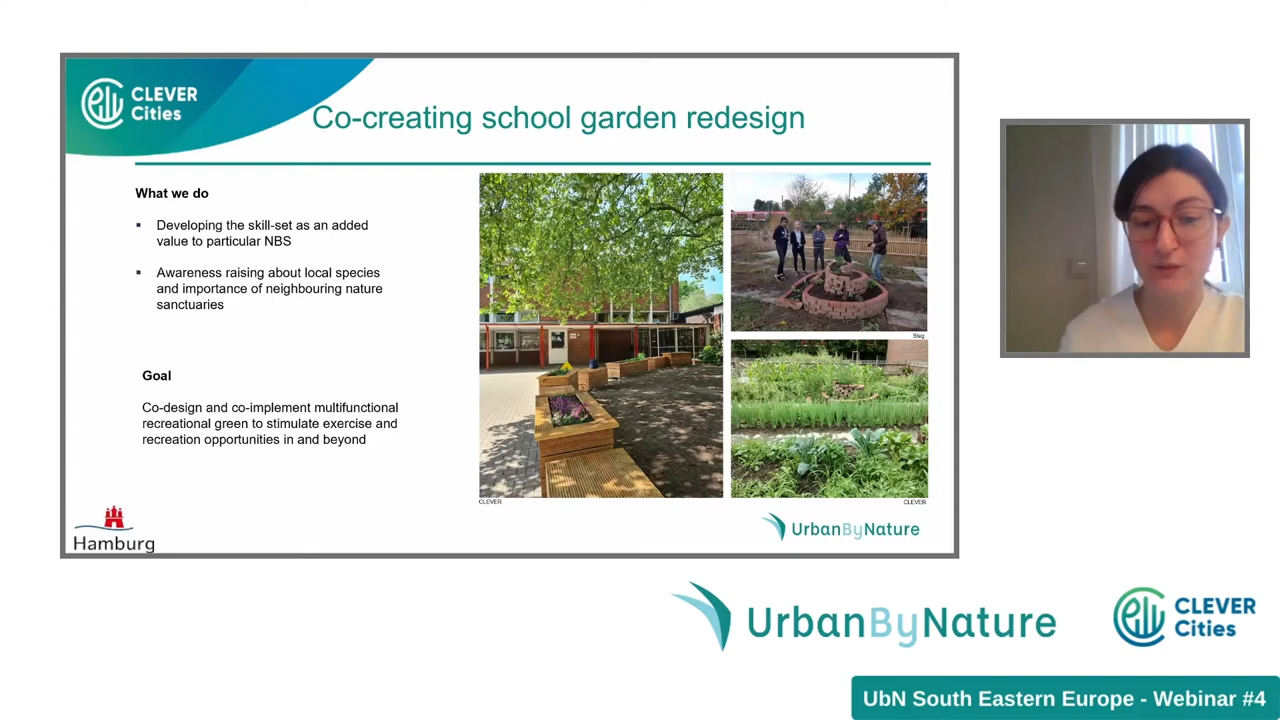 CLEVER
Cities
Co-creating school garden redesign
What we do
▪ Developing the skill-set as an added
value to particular NBS
▪ Awareness raising about local species
and importance of neighbouring nature
sanctuaries
Goal
Co-design and co-implement multifunctional
recreational green to stimulate exercise and
recreation opportunities in and beyond
Steg
CLEVER
CLEVER
Hamburg
UrbanByNature
UrbanByNature
CLEVER
Cities
UbN South Eastern Europe - Webinar #4